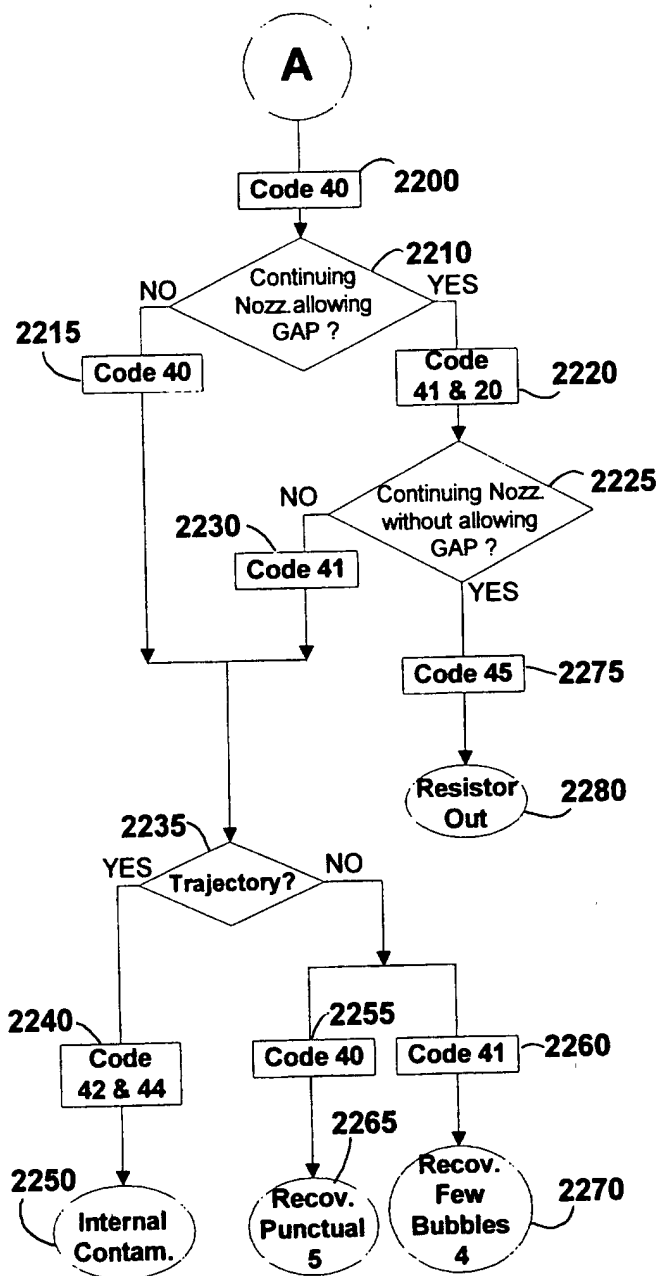 A
Code 40
2200
2210
Continuing
Nozz.allowing
GAP ?
NO
YES
2215
Code 40
Code
41 & 20
2220
2225
Continuing Nozz.
without allowing
GAP ?
NO
2230
Code 41
YES
Code 45
2275
Resistor
Out
2280
2235
YES
Trajectory?
NO
2240
Code
42 & 44
2255
Code 40
Code 41
2260
2265
2250
Internal
Contam.
Recov.
Punctual
5
Recov.
Few
Bubbles
4
2270